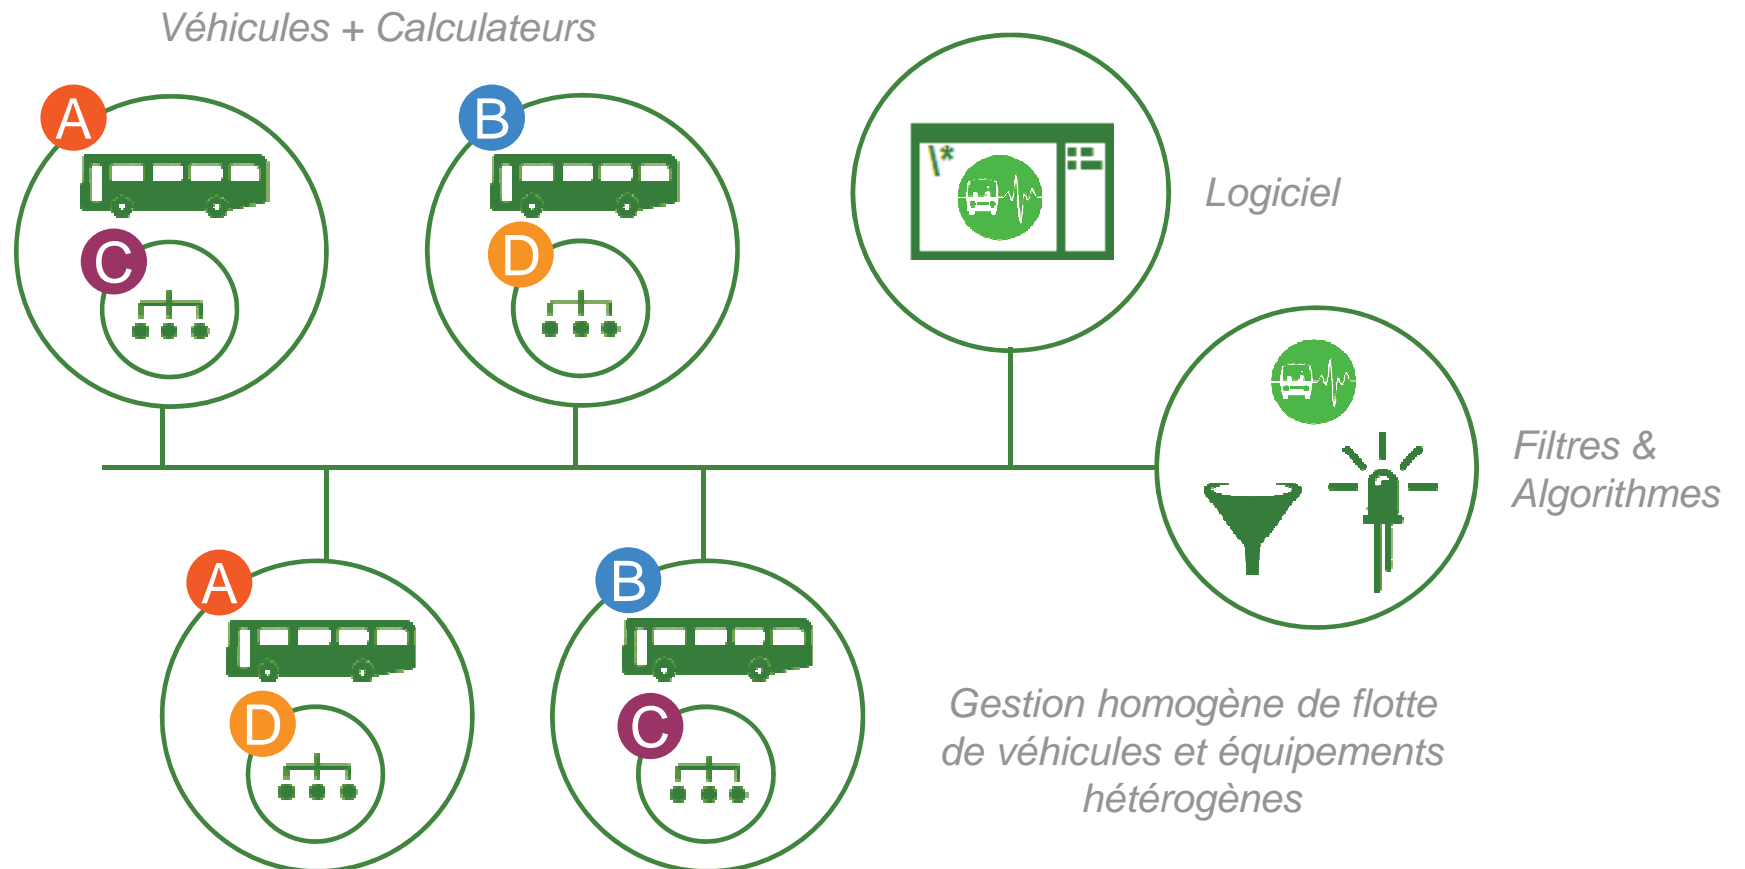 Véhicules + Calculateurs
A
B
C
D
\*
Logiciel
Filtres &
Algorithmes
A
B
D
C
Gestion homogène de flotte
de véhicules et équipements
hétérogènes